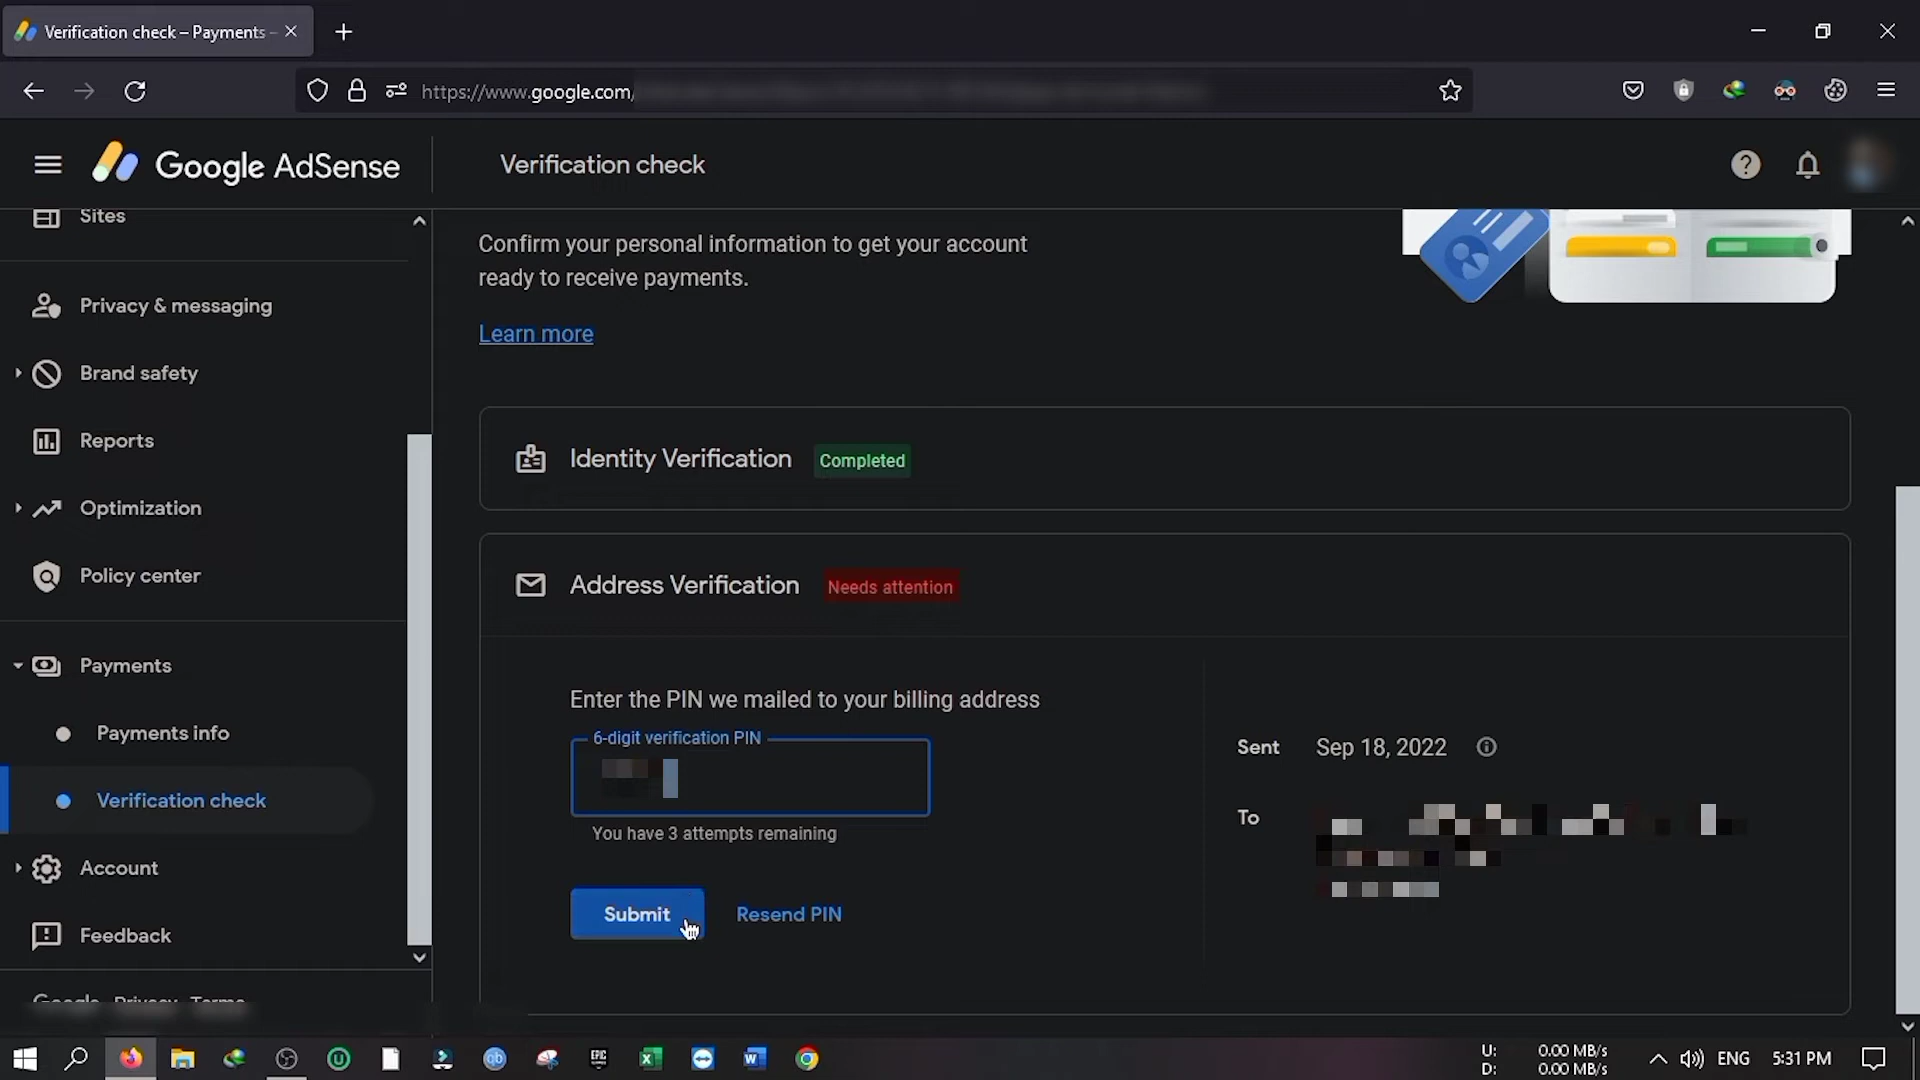 Verification check – Payments –
https://www.google.com/
Google AdSense
Verification check
Sites
Privacy & messaging
Brand safety
Reports
Optimization
Policy center
Payments
Payments info
Verification check
Account
Feedback
Google Privacy Terms
Confirm your personal information to get your account
ready to receive payments.
Learn more
Identity Verification Completed
Address Verification Needs attention
Enter the PIN we mailed to your billing address
6-digit verification PIN
You have 3 attempts remaining
Submit Resend PIN
Sent Sep 18, 2022
To
EPIC
U: 0.00 MB/s
D: 0.00 MB/s
ENG 5:31 PM